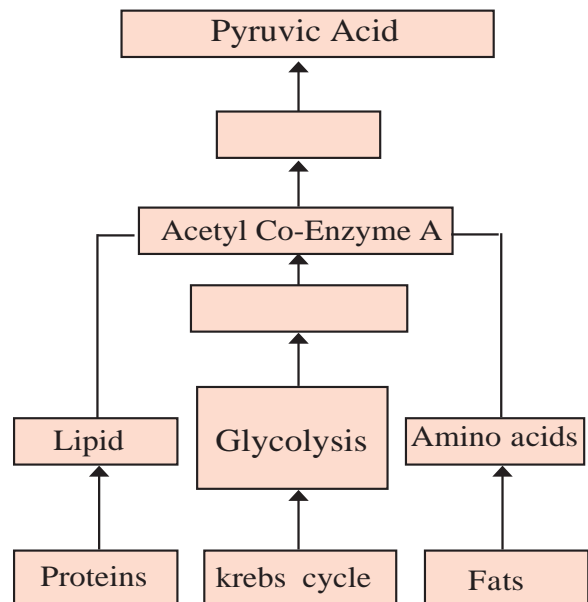 Pyruvic Acid
Acetyl Co-Enzyme A
Lipid
Glycolysis
Amino acids
Proteins
krebs cycle
Fats